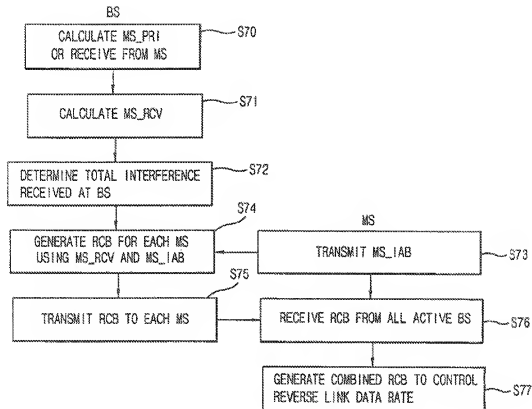 BS
CALCULATE MS_PRI
OR RECEIVE FROM MS
S70
CALCULATE MS_RCV
S71
DETERMINE TOTAL INTERFERENCE
RECEIVED AT BS
S72
GENERATE RCB FOR EACH MS
USING MS_RCV AND MS_IAB
S74
MS
TRANSMIT MS_IAB
S73
TRANSMIT RCB TO EACH MS
S75
RECEIVE RCB FROM ALL ACTIVE BS
S76
GENERATE COMBINED RCB TO CONTROL
REVERSE LINK DATA RATE
S77